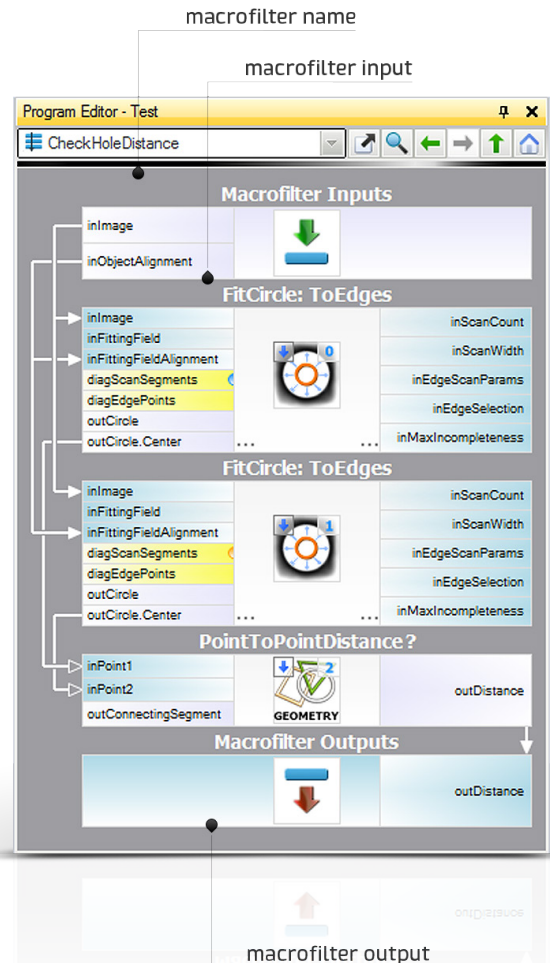 macrofilter name
macrofilter input
Program Editor - Test
CheckHoleDistance
Macrofilter Inputs
inImage
inObjectAlignment
FitCircle: ToEdges
inImage
inFittingField
inFittingFieldAlignment
diagScanSegments
diagEdgePoints
outCircle
outCircle.Center
...
0
...
inScanCount
inScanWidth
inEdgeScanParams
inEdgeSelection
inMaxIncompleteness
FitCircle: ToEdges
inImage
inFittingField
inFittingFieldAlignment
diagScanSegments
diagEdgePoints
outCircle
outCircle.Center
...
1
...
inScanCount
inScanWidth
inEdgeScanParams
inEdgeSelection
inMaxIncompleteness
PointToPointDistance?
inPoint1
inPoint2
outConnectingSegment
2
GEOMETRY
outDistance
Macrofilter Outputs
outDistance
outDistance
macrofilter output